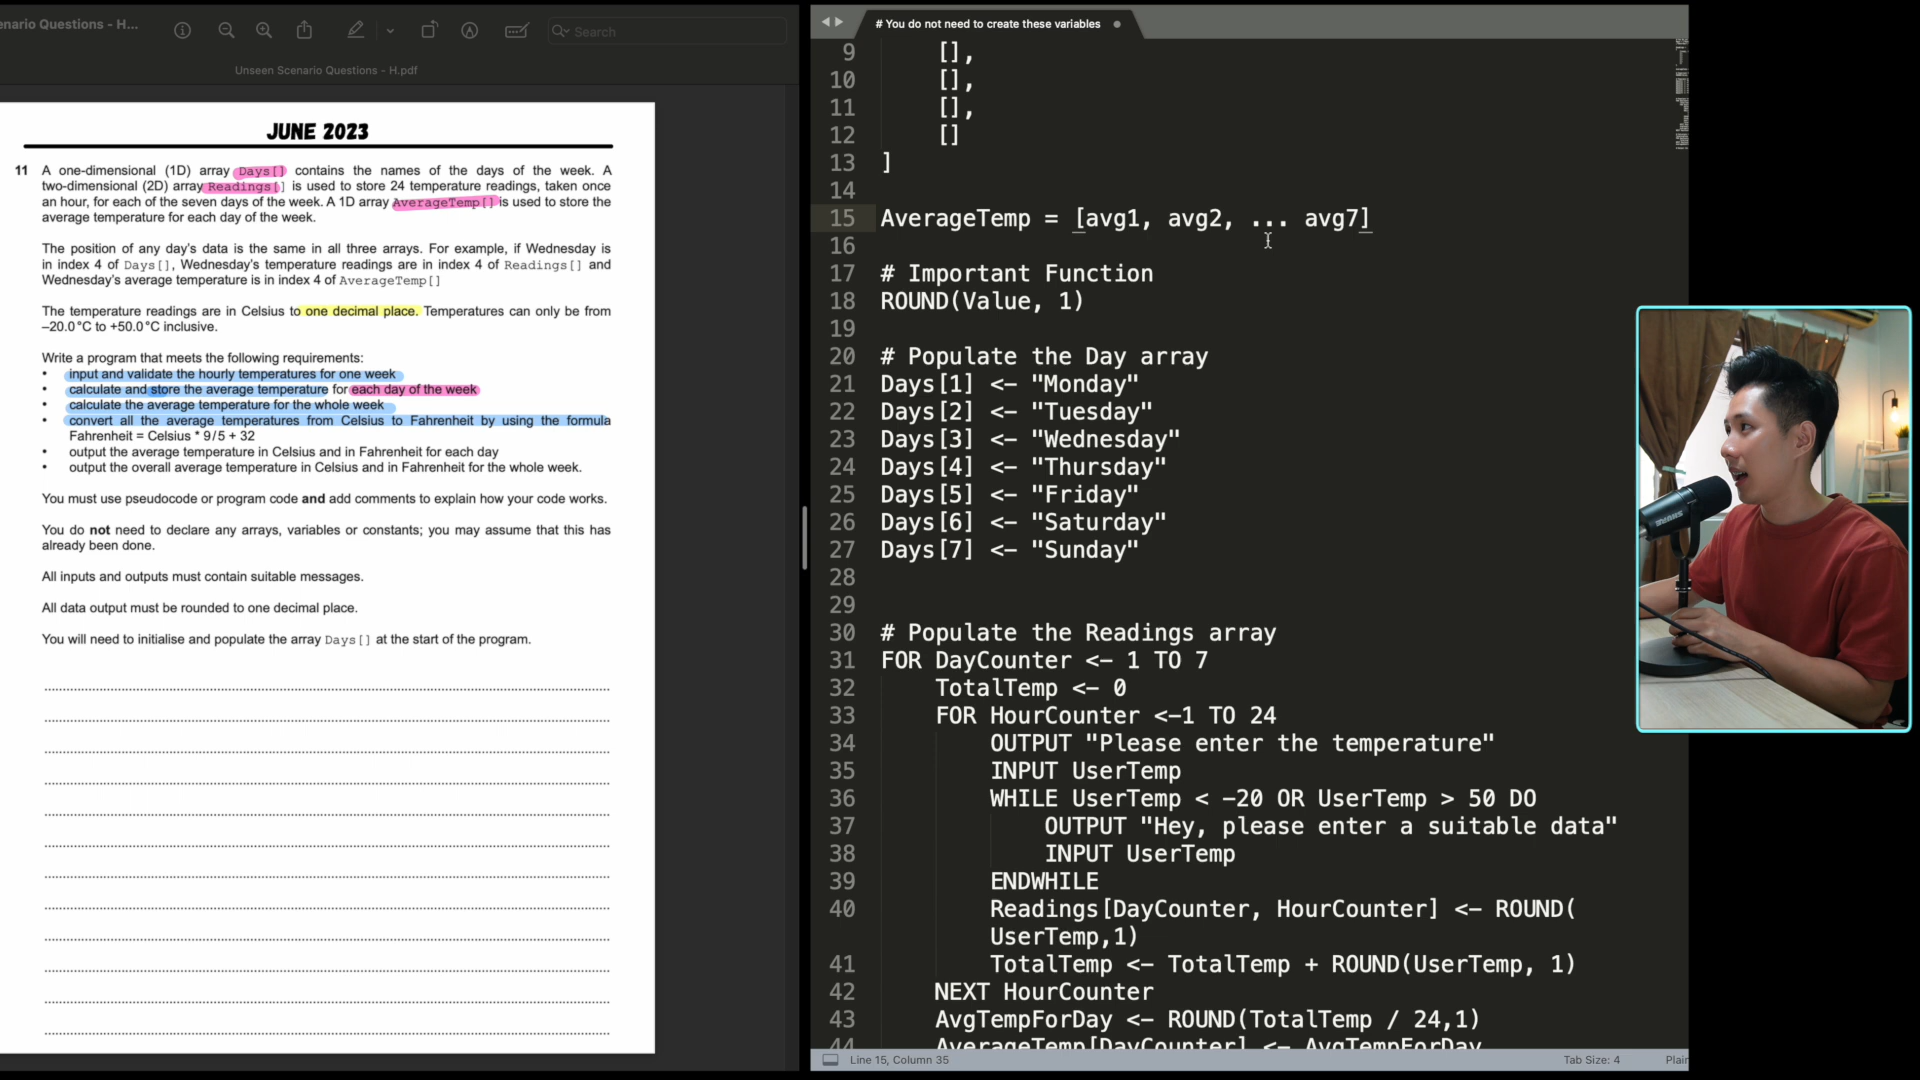 enario Questions - H...
Search
Unseen Scenario Questions - H.pdf
JUNE 2023
11 A one-dimensional (1D) array Days[] contains the names of the days of the week. A
two-dimensional (2D) array Readings[] is used to store 24 temperature readings, taken once
an hour, for each of the seven days of the week. A 1D array AverageTemp[] is used to store the
average temperature for each day of the week.
The position of any day's data is the same in all three arrays. For example, if Wednesday is
in index 4 of Days[], Wednesday's temperature readings are in index 4 of Readings[] and
Wednesday's average temperature is in index 4 of AverageTemp[]
The temperature readings are in Celsius to one decimal place. Temperatures can only be from
–20.0°C to +50.0°C inclusive.
Write a program that meets the following requirements:
• input and validate the hourly temperatures for one week
• calculate and store the average temperature for each day of the week
• calculate the average temperature for the whole week
• convert all the average temperatures from Celsius to Fahrenheit by using the formula
Fahrenheit = Celsius * 9/5 + 32
• output the average temperature in Celsius and in Fahrenheit for each day
• output the overall average temperature in Celsius and in Fahrenheit for the whole week.
You must use pseudocode or program code and add comments to explain how your code works.
You do not need to declare any arrays, variables or constants; you may assume that this has
already been done.
All inputs and outputs must contain suitable messages.
All data output must be rounded to one decimal place.
You will need to initialise and populate the array Days[] at the start of the program.
# You do not need to create these variables
9 [],
10 [],
11 [],
12 []
13 ]
14
15 AverageTemp = [avg1, avg2, ... avg7]
16
17 # Important Function
18 ROUND(Value, 1)
19
20 # Populate the Day array
21 Days[1] <- "Monday"
22 Days[2] <- "Tuesday"
23 Days[3] <- "Wednesday"
24 Days[4] <- "Thursday"
25 Days[5] <- "Friday"
26 Days[6] <- "Saturday"
27 Days[7] <- "Sunday"
28
29
30 # Populate the Readings array
31 FOR DayCounter <- 1 TO 7
32 TotalTemp <- 0
33 FOR HourCounter <-1 TO 24
34 OUTPUT "Please enter the temperature"
35 INPUT UserTemp
36 WHILE UserTemp < -20 OR UserTemp > 50 DO
37 OUTPUT "Hey, please enter a suitable data"
38 INPUT UserTemp
39 ENDWHILE
40 Readings[DayCounter, HourCounter] <- ROUND(
UserTemp,1)
41 TotalTemp <- TotalTemp + ROUND(UserTemp, 1)
42 NEXT HourCounter
43 AvgTempForDay <- ROUND(TotalTemp / 24,1)
44 AverageTemp[DayCounter] <- AvgTempForDay
Line 15, Column 35
Tab Size: 4
Plain